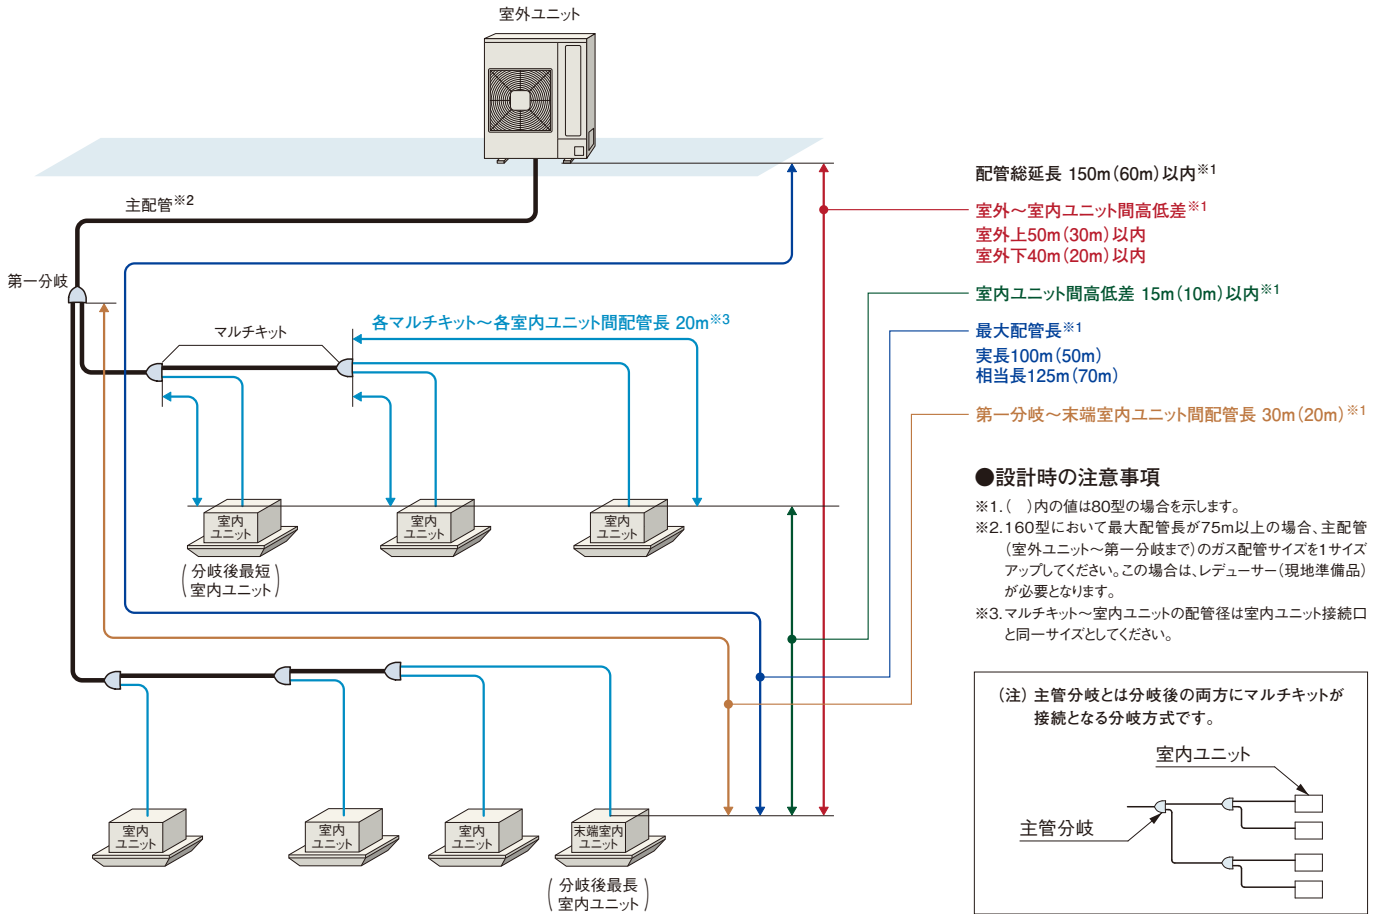 室外ユニット
主配管※2
第一分岐
マルチキット
各マルチキット～各室内ユニット間配管長 20m※3
室内
ユニット
室内
ユニット
室内
ユニット
(分岐後最短
室内ユニット)
室内
ユニット
室内
ユニット
室内
ユニット
末端室内
ユニット
(分岐後最長
室内ユニット)
配管総延長 150m(60m)以内※1
室外～室内ユニット間高低差※1
室外上50m(30m)以内
室外下40m(20m)以内
室内ユニット間高低差 15m(10m)以内※1
最大配管長※1
実長100m(50m)
相当長125m(70m)
第一分岐～末端室内ユニット間配管長 30m(20m)※1
●設計時の注意事項
※1.(　)内の値は80型の場合を示します。
※2.160型において最大配管長が75m以上の場合、主配管
(室外ユニット～第一分岐まで)のガス配管サイズを1サイズ
アップしてください。この場合は、レデューサー(現地準備品)
が必要となります。
※3.マルチキット～室内ユニットの配管径は室内ユニット接続口
と同一サイズとしてください。
(注) 主管分岐とは分岐後の両方にマルチキットが
接続となる分岐方式です。
室内ユニット
主管分岐